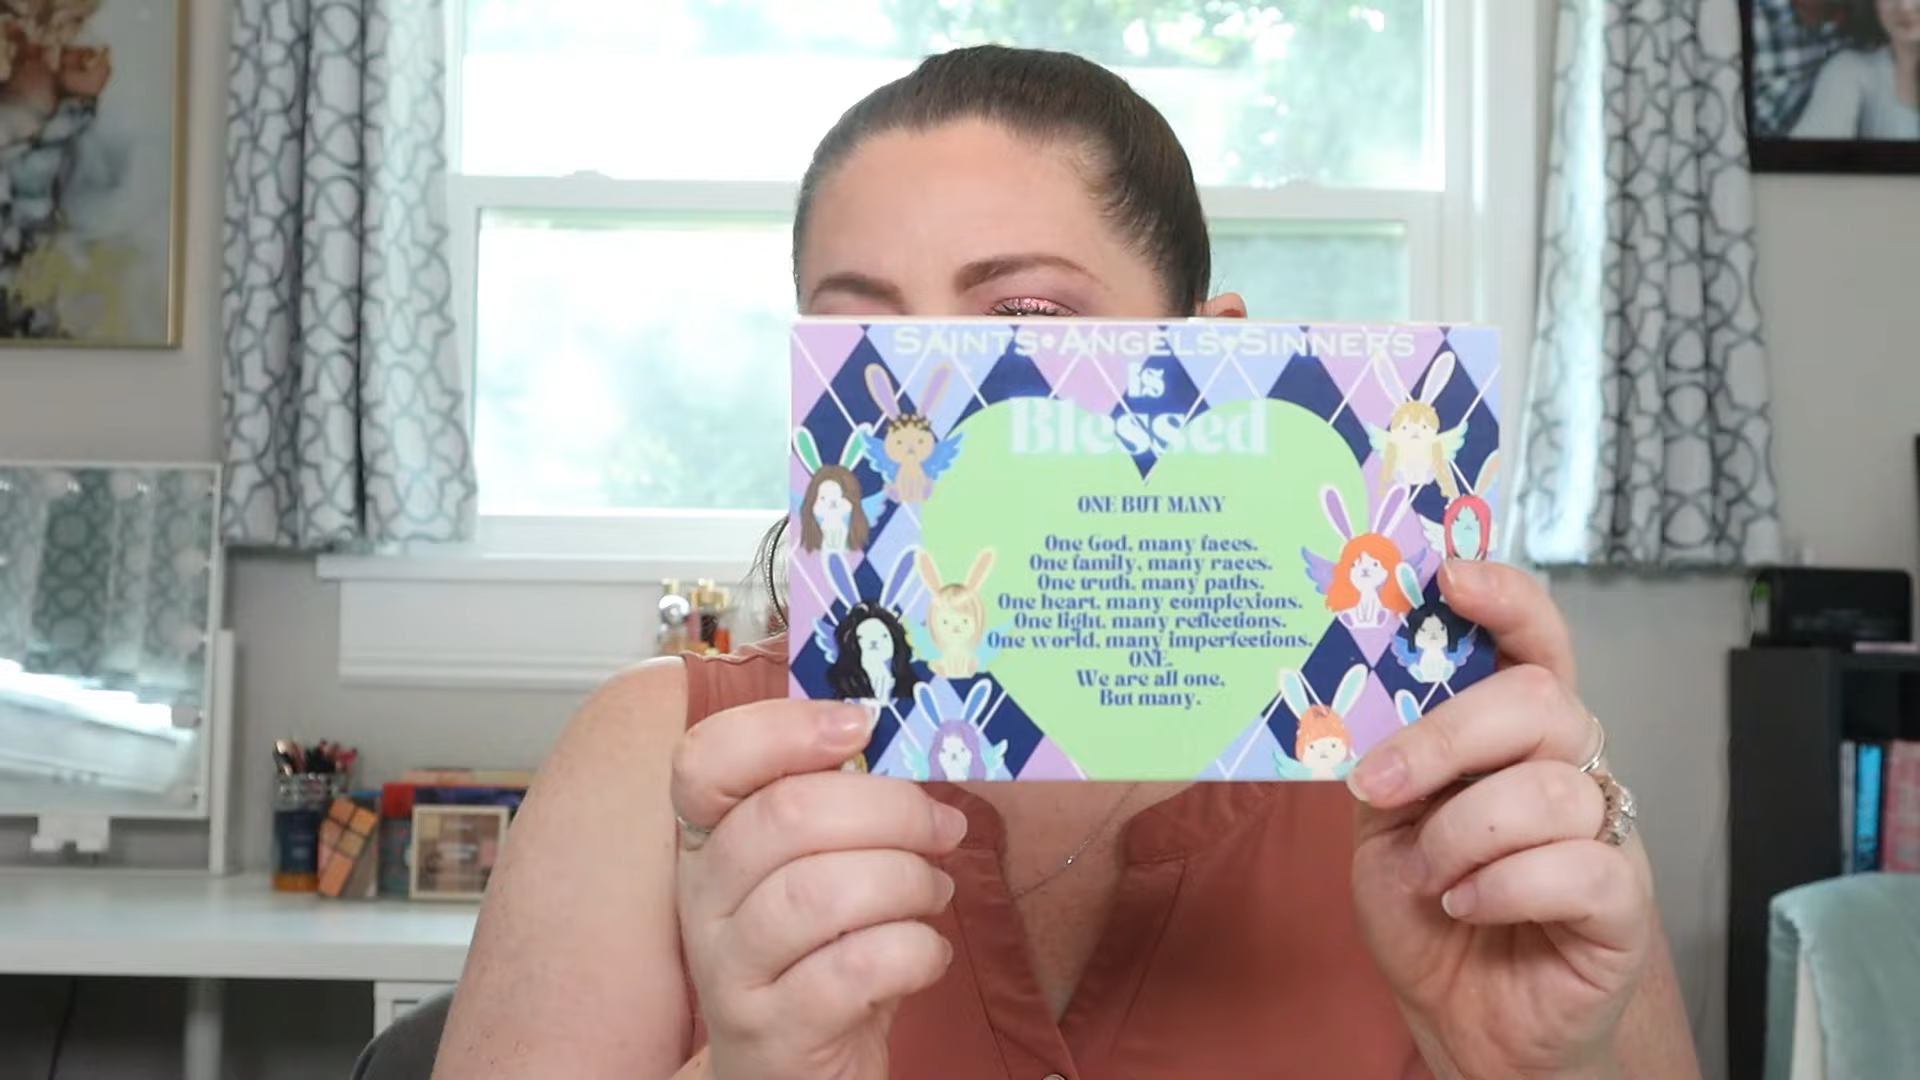 SAINTS•ANGELS•SINNERS
is
Blessed
ONE BUT MANY
One God, many faces.
One family, many races.
One truth, many paths.
One heart, many complexions.
One light, many reflections.
One world, many imperfections.
ONE.
We are all one,
But many.